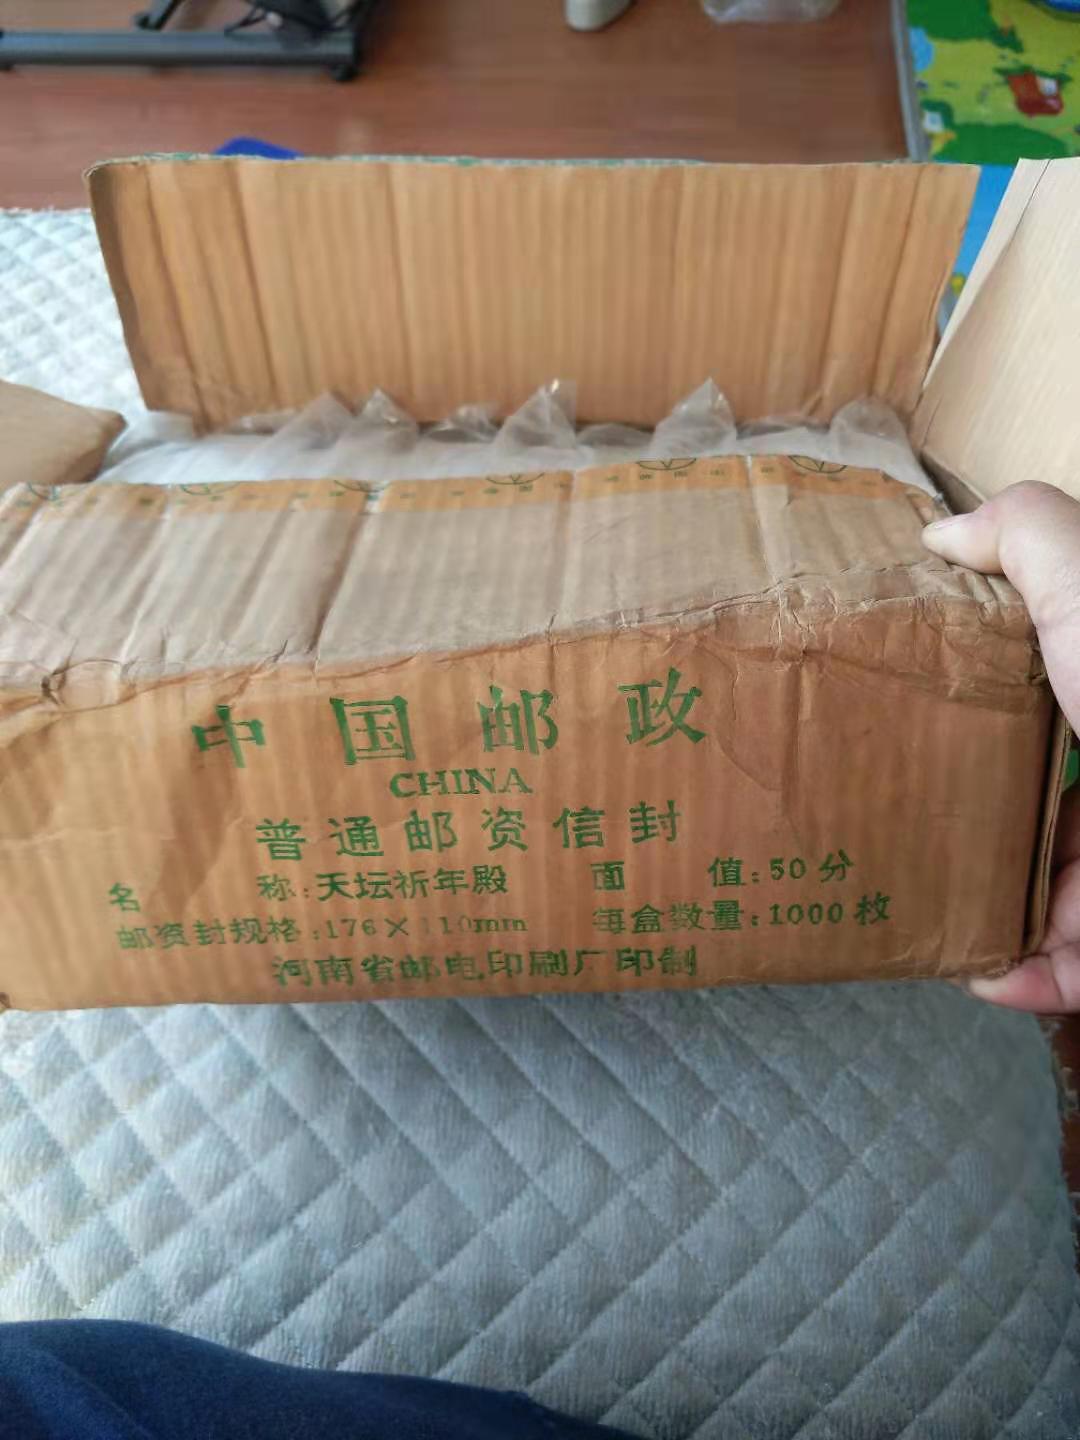 中国邮政
CHINA
普通邮资信封
名 称:天坛祈年殿 面 值:50分
邮资封规格:176×110mm 每盒数量:1000枚
河南省邮电印刷厂印制